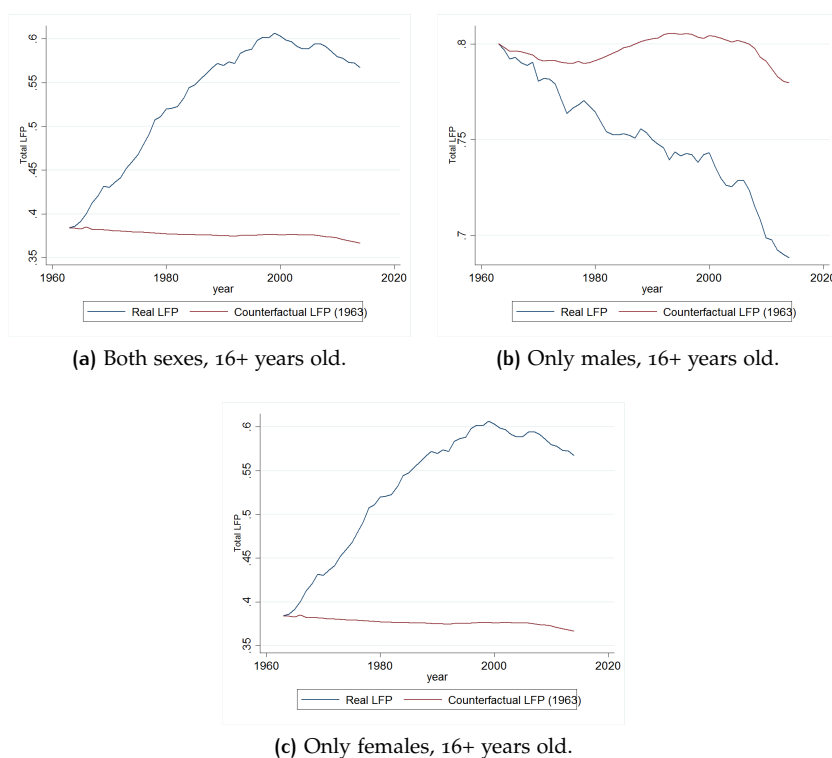 .6
.55
.5
.45
.4
.35
Total LFP
1960
1980
2000
2020
year
Real LFP
Counterfactual LFP (1963)
(a) Both sexes, 16+ years old.
.8
.75
.7
Total LFP
1960
1980
2000
2020
year
Real LFP
Counterfactual LFP (1963)
(b) Only males, 16+ years old.
.6
.55
.5
.45
.4
.35
Total LFP
1960
1980
2000
2020
year
Real LFP
Counterfactual LFP (1963)
(c) Only females, 16+ years old.